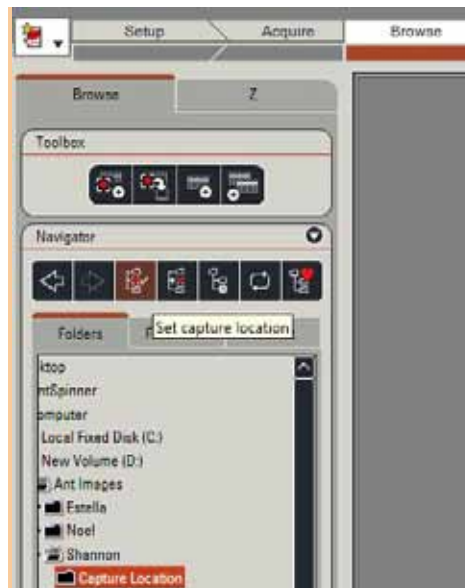 Setup Acquire Browse
Browse Z
Toolbox
Navigator
Set capture location
Folders
ktop
ntSpinner
omputer
Local Fixed Disk (C:)
New Volume (D:)
Ant Images
Estella
Noel
Shannon
Capture Location